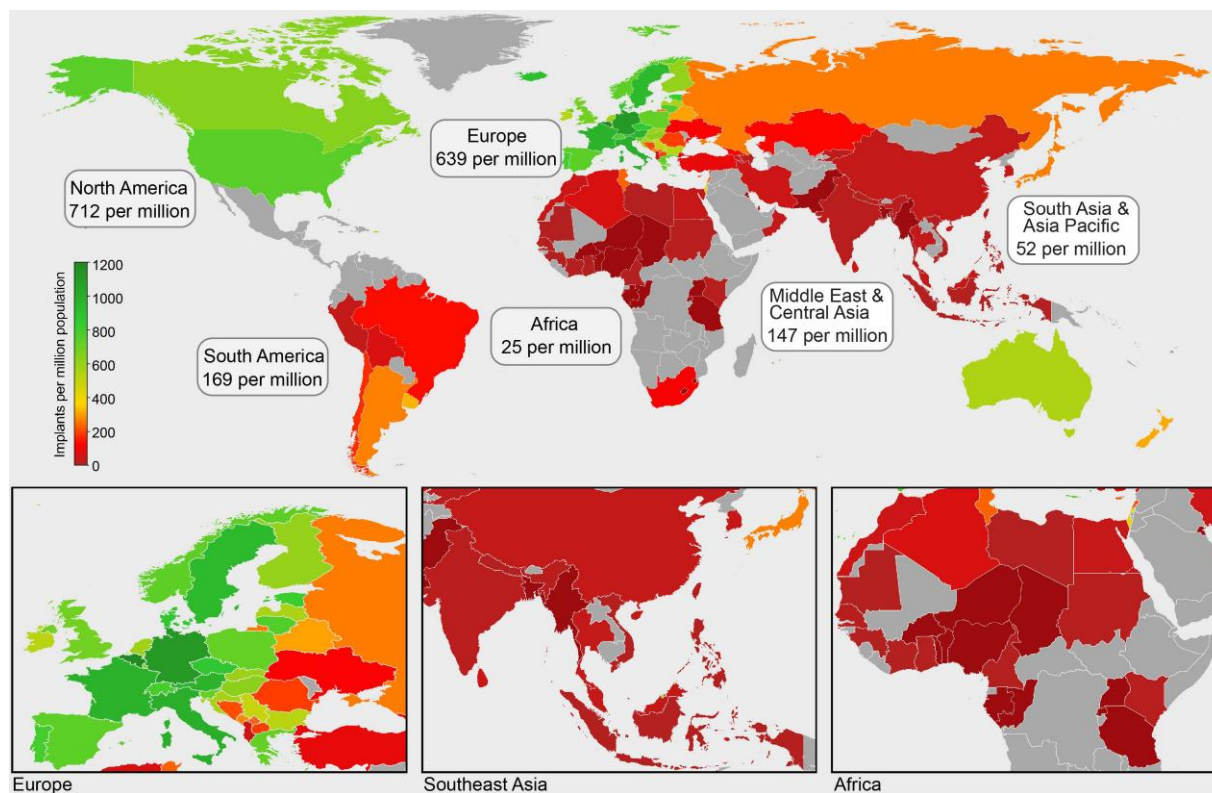 Europe
639 per million
North America
712 per million
South Asia &
Asia Pacific
52 per million
Implants per million population
1200
1000
800
600
400
200
0
Middle East &
Central Asia
147 per million
Africa
25 per million
South America
169 per million
Europe
Southeast Asia
Africa